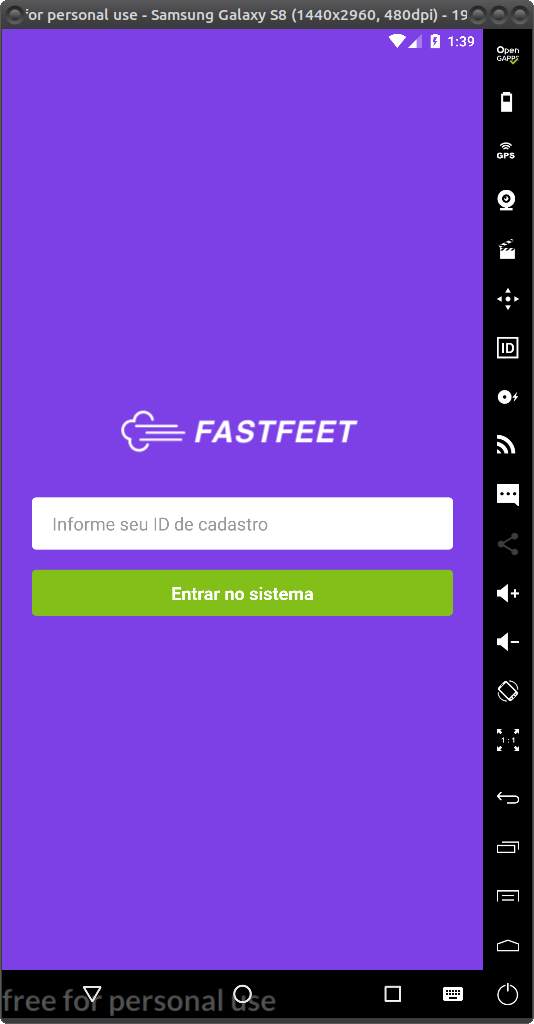 for personal use - Samsung Galaxy S8 (1440x2960, 480dpi) - 19
1:39
Open
GAPPS
GPS
ID
FASTFEET
Informe seu ID de cadastro
Entrar no sistema
1:1
free for personal use